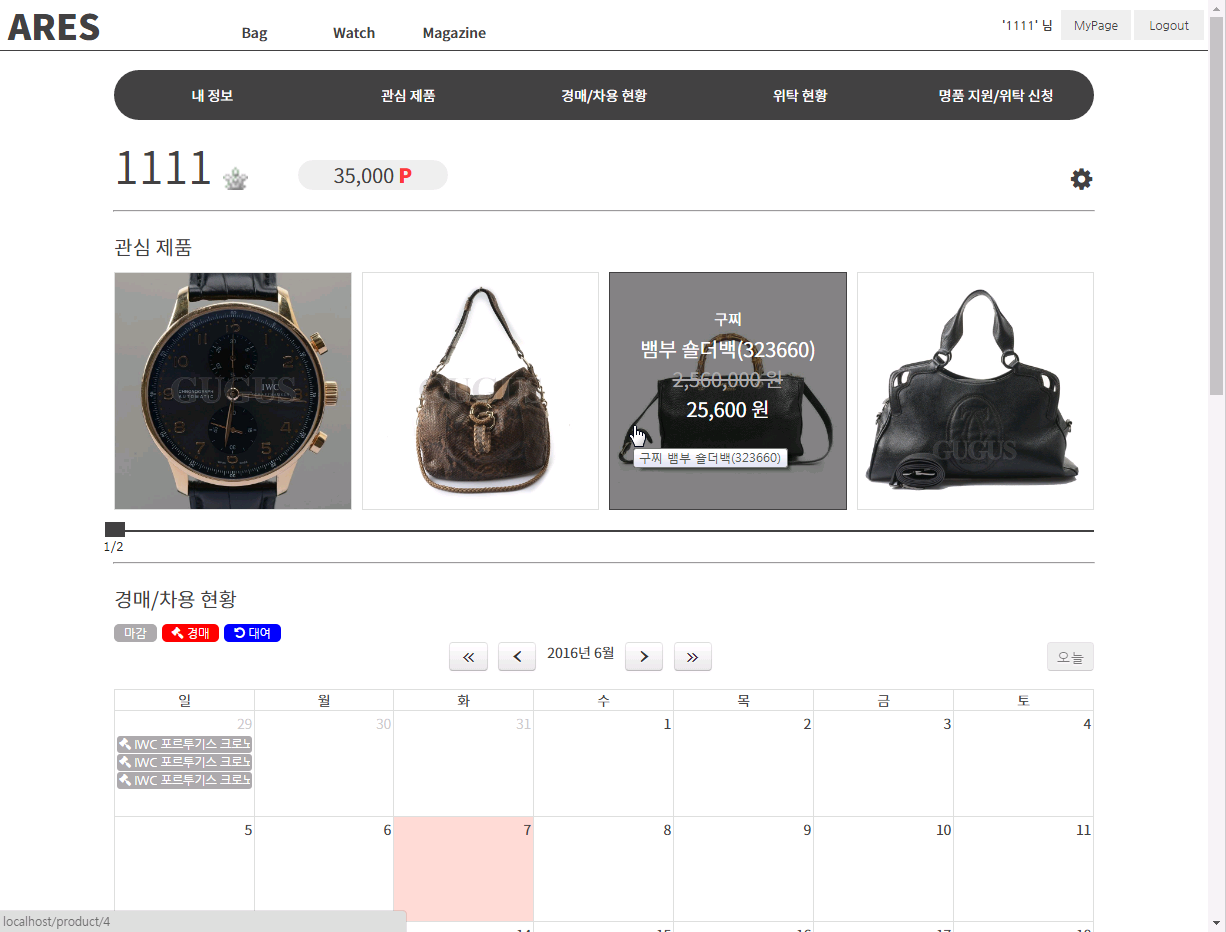 ARES
Bag Watch Magazine
'1111' 님 MyPage Logout
내 정보 관심 제품 경매/차용 현황 위탁 현황 명품 지원/위탁 신청
1111 35,000 P
관심 제품
GUGUS
IWC
CHRONOGRAPH
AUTOMATIC
GUGUS
구찌
뱀부 숄더백(323660)
2,560,000 원
25,600 원
구찌 뱀부 숄더백(323660)
GUGUS
1/2
경매/차용 현황
마감 경매 대여
« < 2016년 6월 > » 오늘
일 월 화 수 목 금 토
29 30 31 1 2 3 4
IWC 포르투기스 크로노
IWC 포르투기스 크로노
IWC 포르투기스 크로노
5 6 7 8 9 10 11
14 15 16 17 18
localhost/product/4